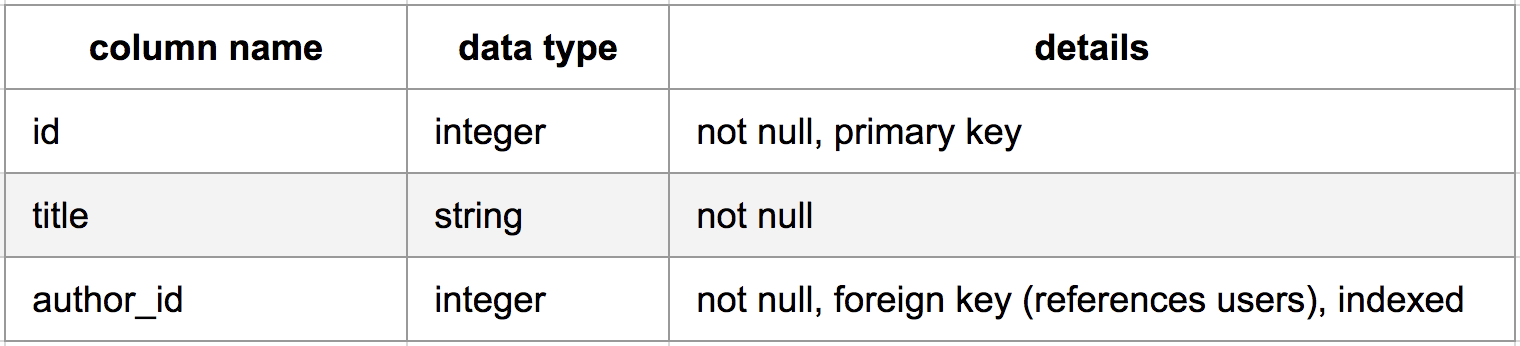 column name data type details
id integer not null, primary key
title string not null
author_id integer not null, foreign key (references users), indexed